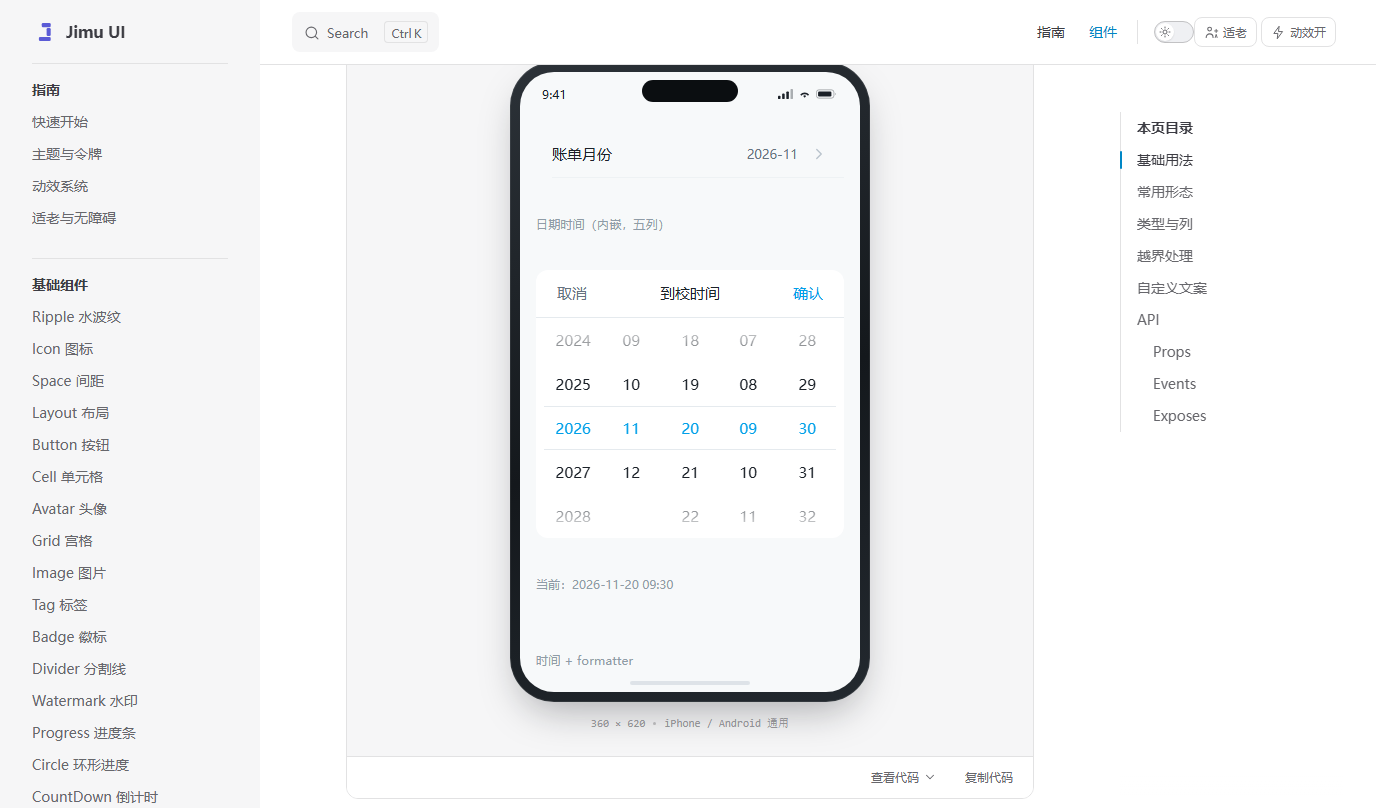 Jimu UI
Search
Ctrl K
指南
组件
适老
动效开
指南
快速开始
主题与令牌
动效系统
适老与无障碍
基础组件
Ripple 水波纹
Icon 图标
Space 间距
Layout 布局
Button 按钮
Cell 单元格
Avatar 头像
Grid 宫格
Image 图片
Tag 标签
Badge 徽标
Divider 分割线
Watermark 水印
Progress 进度条
Circle 环形进度
CountDown 倒计时
9:41
账单月份 2026-11
日期时间（内嵌，五列）
取消 到校时间 确认
2024 09 18 07 28
2025 10 19 08 29
2026 11 20 09 30
2027 12 21 10 31
2028 22 11 32
当前：2026-11-20 09:30
时间 + formatter
360 × 620 · iPhone / Android 通用
查看代码 复制代码
本页目录
基础用法
常用形态
类型与列
越界处理
自定义文案
API
Props
Events
Exposes